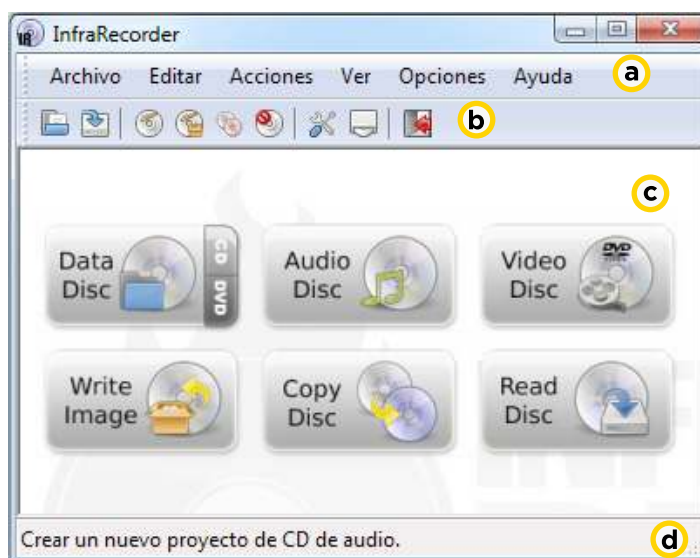 InfraRecorder
Archivo Editar Acciones Ver Opciones Ayuda a
b
c
Data Disc CD DVD
Audio Disc
DVD Video Disc
Write Image
Copy Disc
Read Disc
Crear un nuevo proyecto de CD de audio. d